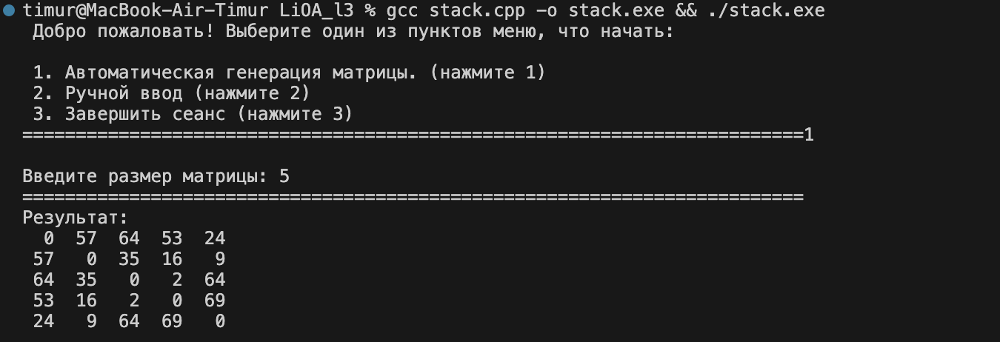 timur@MacBook-Air-Timur LiOA_l3 % gcc stack.cpp -o stack.exe && ./stack.exe
Добро пожаловать! Выберите один из пунктов меню, что начать:
1. Автоматическая генерация матрицы. (нажмите 1)
2. Ручной ввод (нажмите 2)
3. Завершить сеанс (нажмите 3)
=========================================================================1
Введите размер матрицы: 5
=========================================================================
Результат:
0 57 64 53 24
57 0 35 16 9
64 35 0 2 64
53 16 2 0 69
24 9 64 69 0